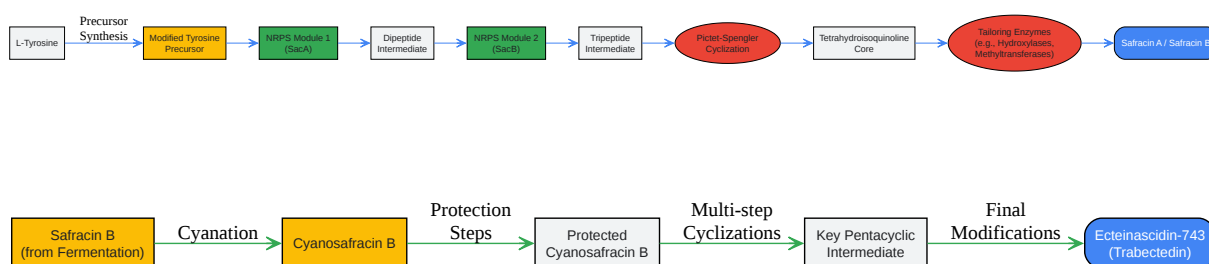 L-Tyrosine
Precursor
Synthesis
Modified Tyrosine
Precursor
NRPS Module 1
(SacA)
Dipeptide
Intermediate
NRPS Module 2
(SacB)
Tripeptide
Intermediate
Pictet-Spengler
Cyclization
Tetrahydroisoquinoline
Core
Tailoring Enzymes
(e.g., Hydroxylases,
Methyltransferases)
Safracin A / Safracin B
Safracin B
(from Fermentation)
Cyanation
Cyanosafracin B
Protection
Steps
Protected
Cyanosafracin B
Multi-step
Cyclizations
Key Pentacyclic
Intermediate
Final
Modifications
Ecteinascidin-743
(Trabectedin)